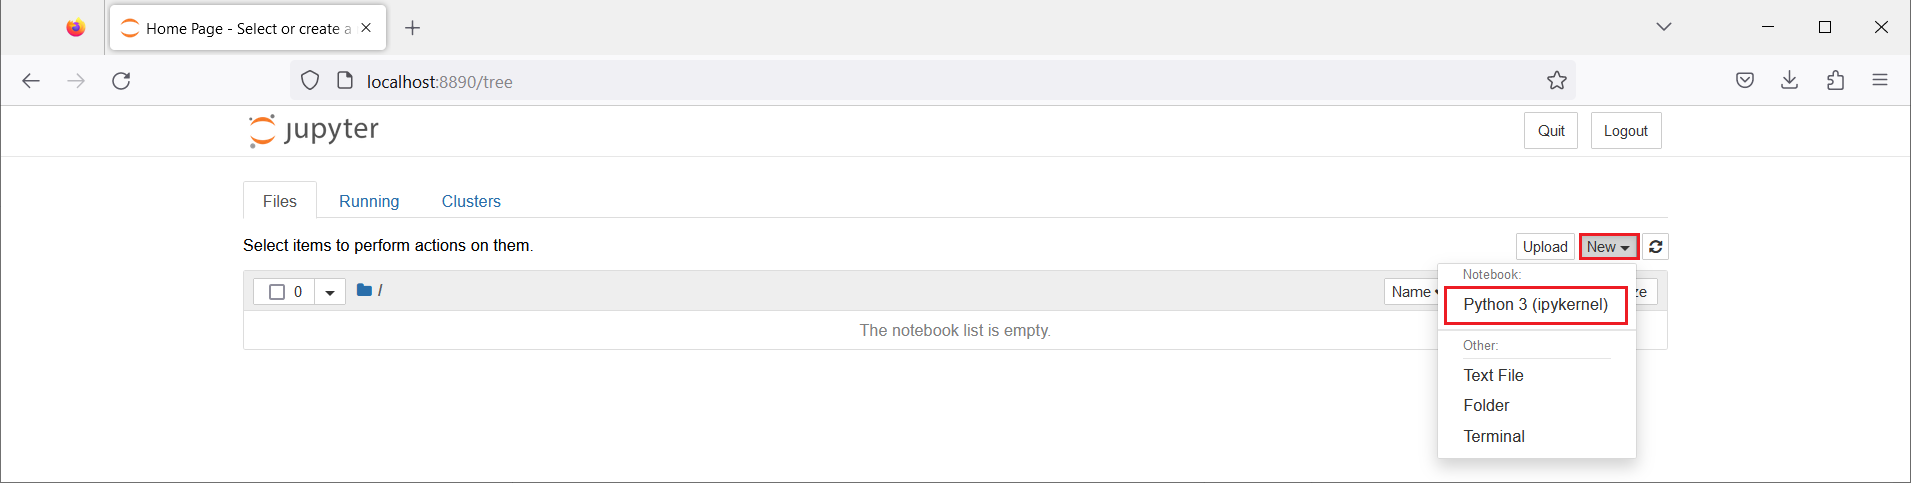 Home Page - Select or create a
localhost:8890/tree
jupyter
Quit
Logout
Files
Running
Clusters
Select items to perform actions on them.
Upload
New
0
/
Name
ze
Notebook:
Python 3 (ipykernel)
The notebook list is empty.
Other:
Text File
Folder
Terminal